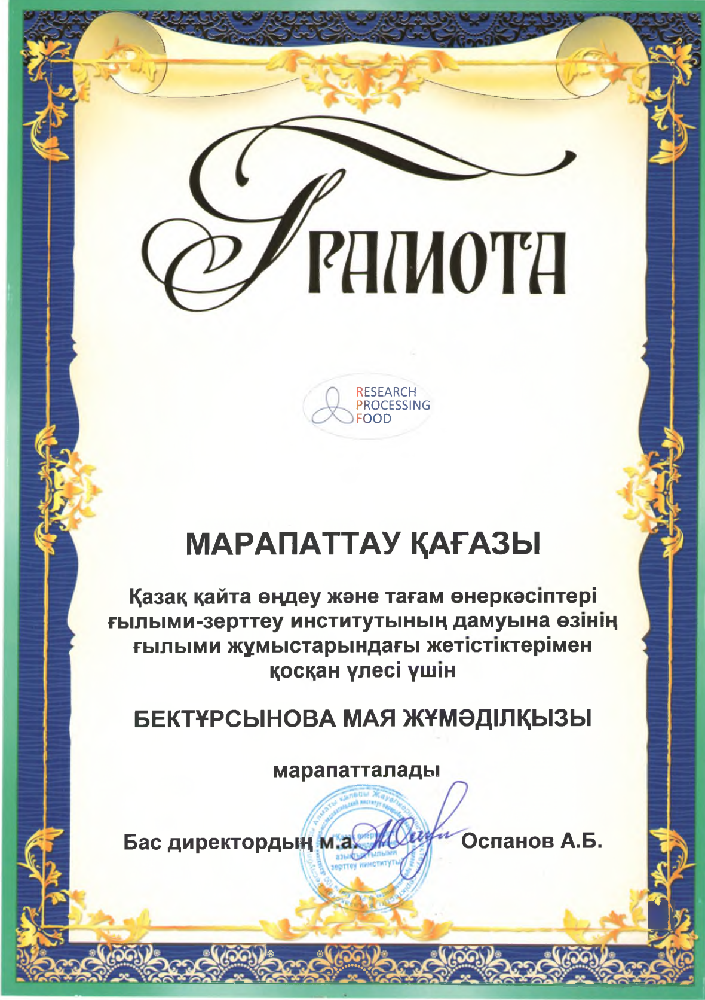 Грамота
RESEARCH
PROCESSING
FOOD
МАРАПАТТАУ ҚАҒАЗЫ
Қазақ қайта өңдеу және тағам өнеркәсіптері
ғылыми-зерттеу институтының дамуына өзінің
ғылыми жұмыстарындағы жетістіктерімен
қосқан үлесі үшін
БЕКТҰРСЫНОВА МАЯ ЖҰМӘДІЛҚЫЗЫ
марапатталады
Бас директордың м.а. Оспанов А.Б.